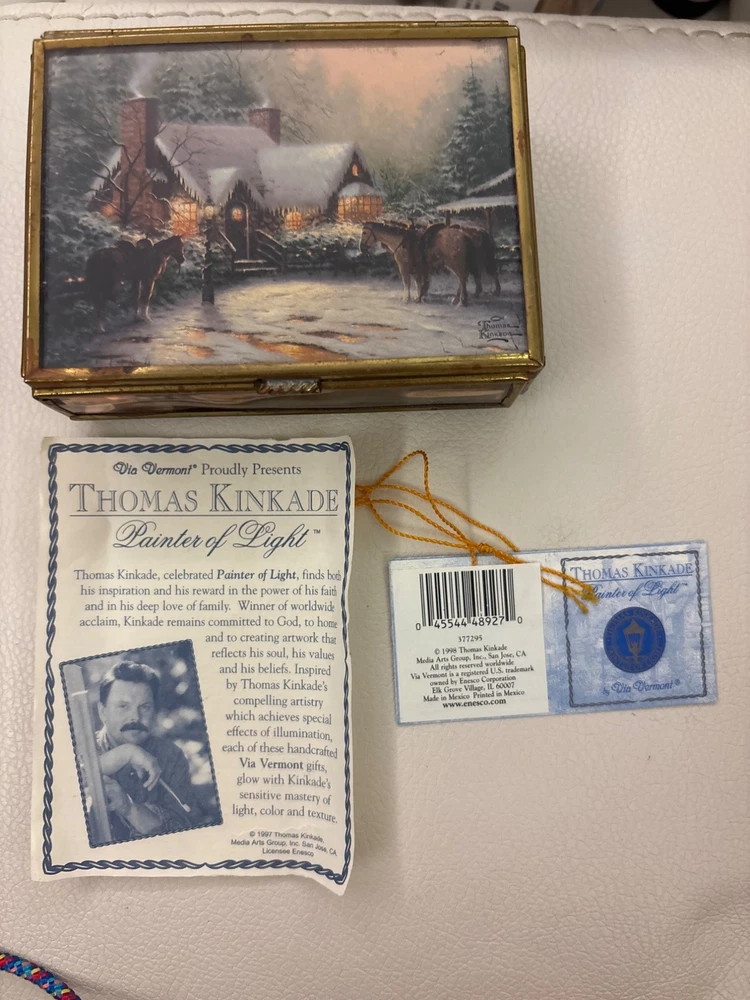 Thomas
Kinkade
Via Vermont® Proudly Presents
THOMAS KINKADE
Painter of Light™
Thomas Kinkade, celebrated Painter of Light, finds both
his inspiration and his reward in the power of his faith
and in his deep love of family. Winner of worldwide
acclaim, Kinkade remains committed to God, to home
and to creating artwork that
reflects his soul, his values
and his beliefs. Inspired
by Thomas Kinkade's
compelling artistry
which achieves special
effects of illumination,
each of these handcrafted
Via Vermont gifts,
glow with Kinkade's
sensitive mastery of
light, color and texture.
© 1997 Thomas Kinkade,
Media Arts Group, Inc. San Jose, CA
Licensee Enesco
0 45544 48927 0
377295
© 1998 Thomas Kinkade
Media Arts Group, Inc., San Jose, CA
All rights reserved worldwide
Via Vermont is a registered U.S. trademark
owned by Enesco Corporation
Elk Grove Village, IL 60007
Made in Mexico Printed in Mexico
www.enesco.com
THOMAS KINKADE
Painter of Light™
by Via Vermont®